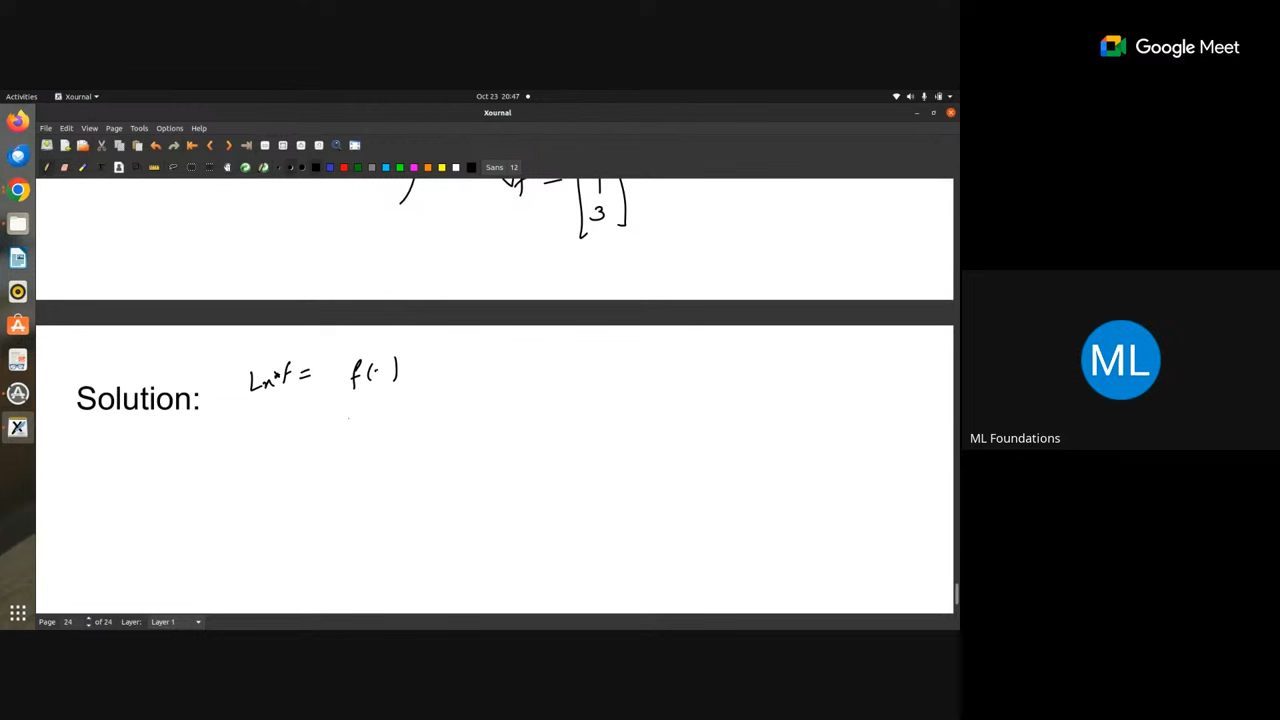 Google Meet
Activities Xournal Oct 23 20:47
Xournal
File Edit View Page Tools Options Help
Sans 12
∇f = [ 1
3 ]
Solution: Lx*f = f(· )
ML
ML Foundations
Page 24 of 24 Layer: Layer 1